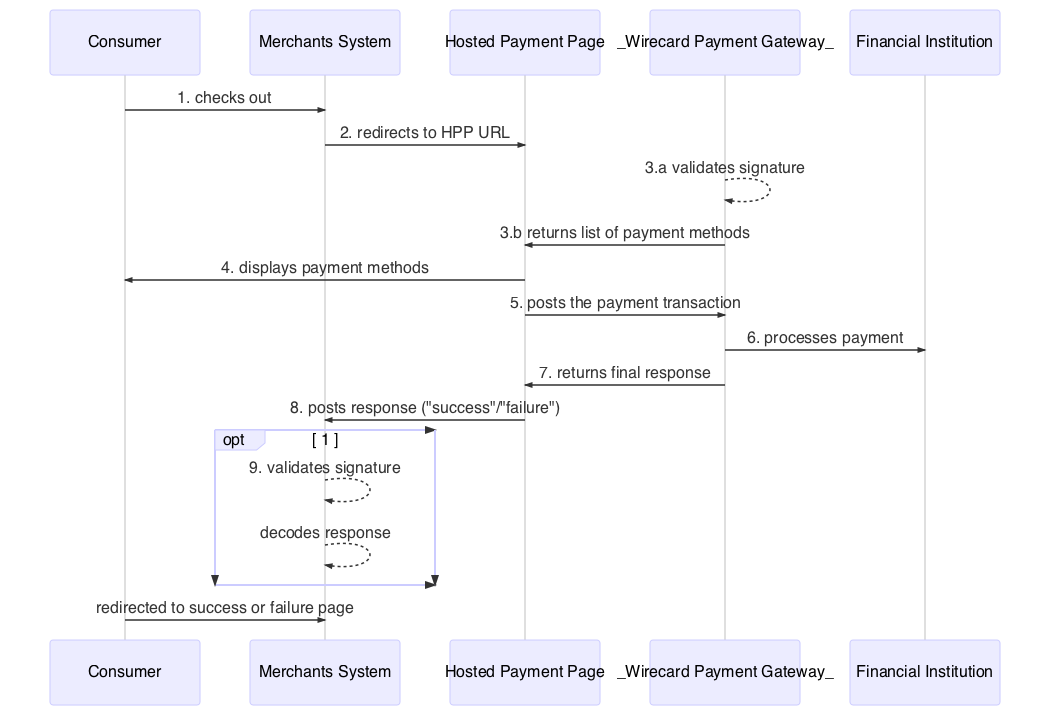 Consumer
Merchants System
Hosted Payment Page
_Wirecard Payment Gateway_
Financial Institution
1. checks out
2. redirects to HPP URL
3.a validates signature
3.b returns list of payment methods
4. displays payment methods
5. posts the payment transaction
6. processes payment
7. returns final response
8. posts response ("success"/"failure")
opt
[ 1 ]
9. validates signature
decodes response
redirected to success or failure page
Consumer
Merchants System
Hosted Payment Page
_Wirecard Payment Gateway_
Financial Institution